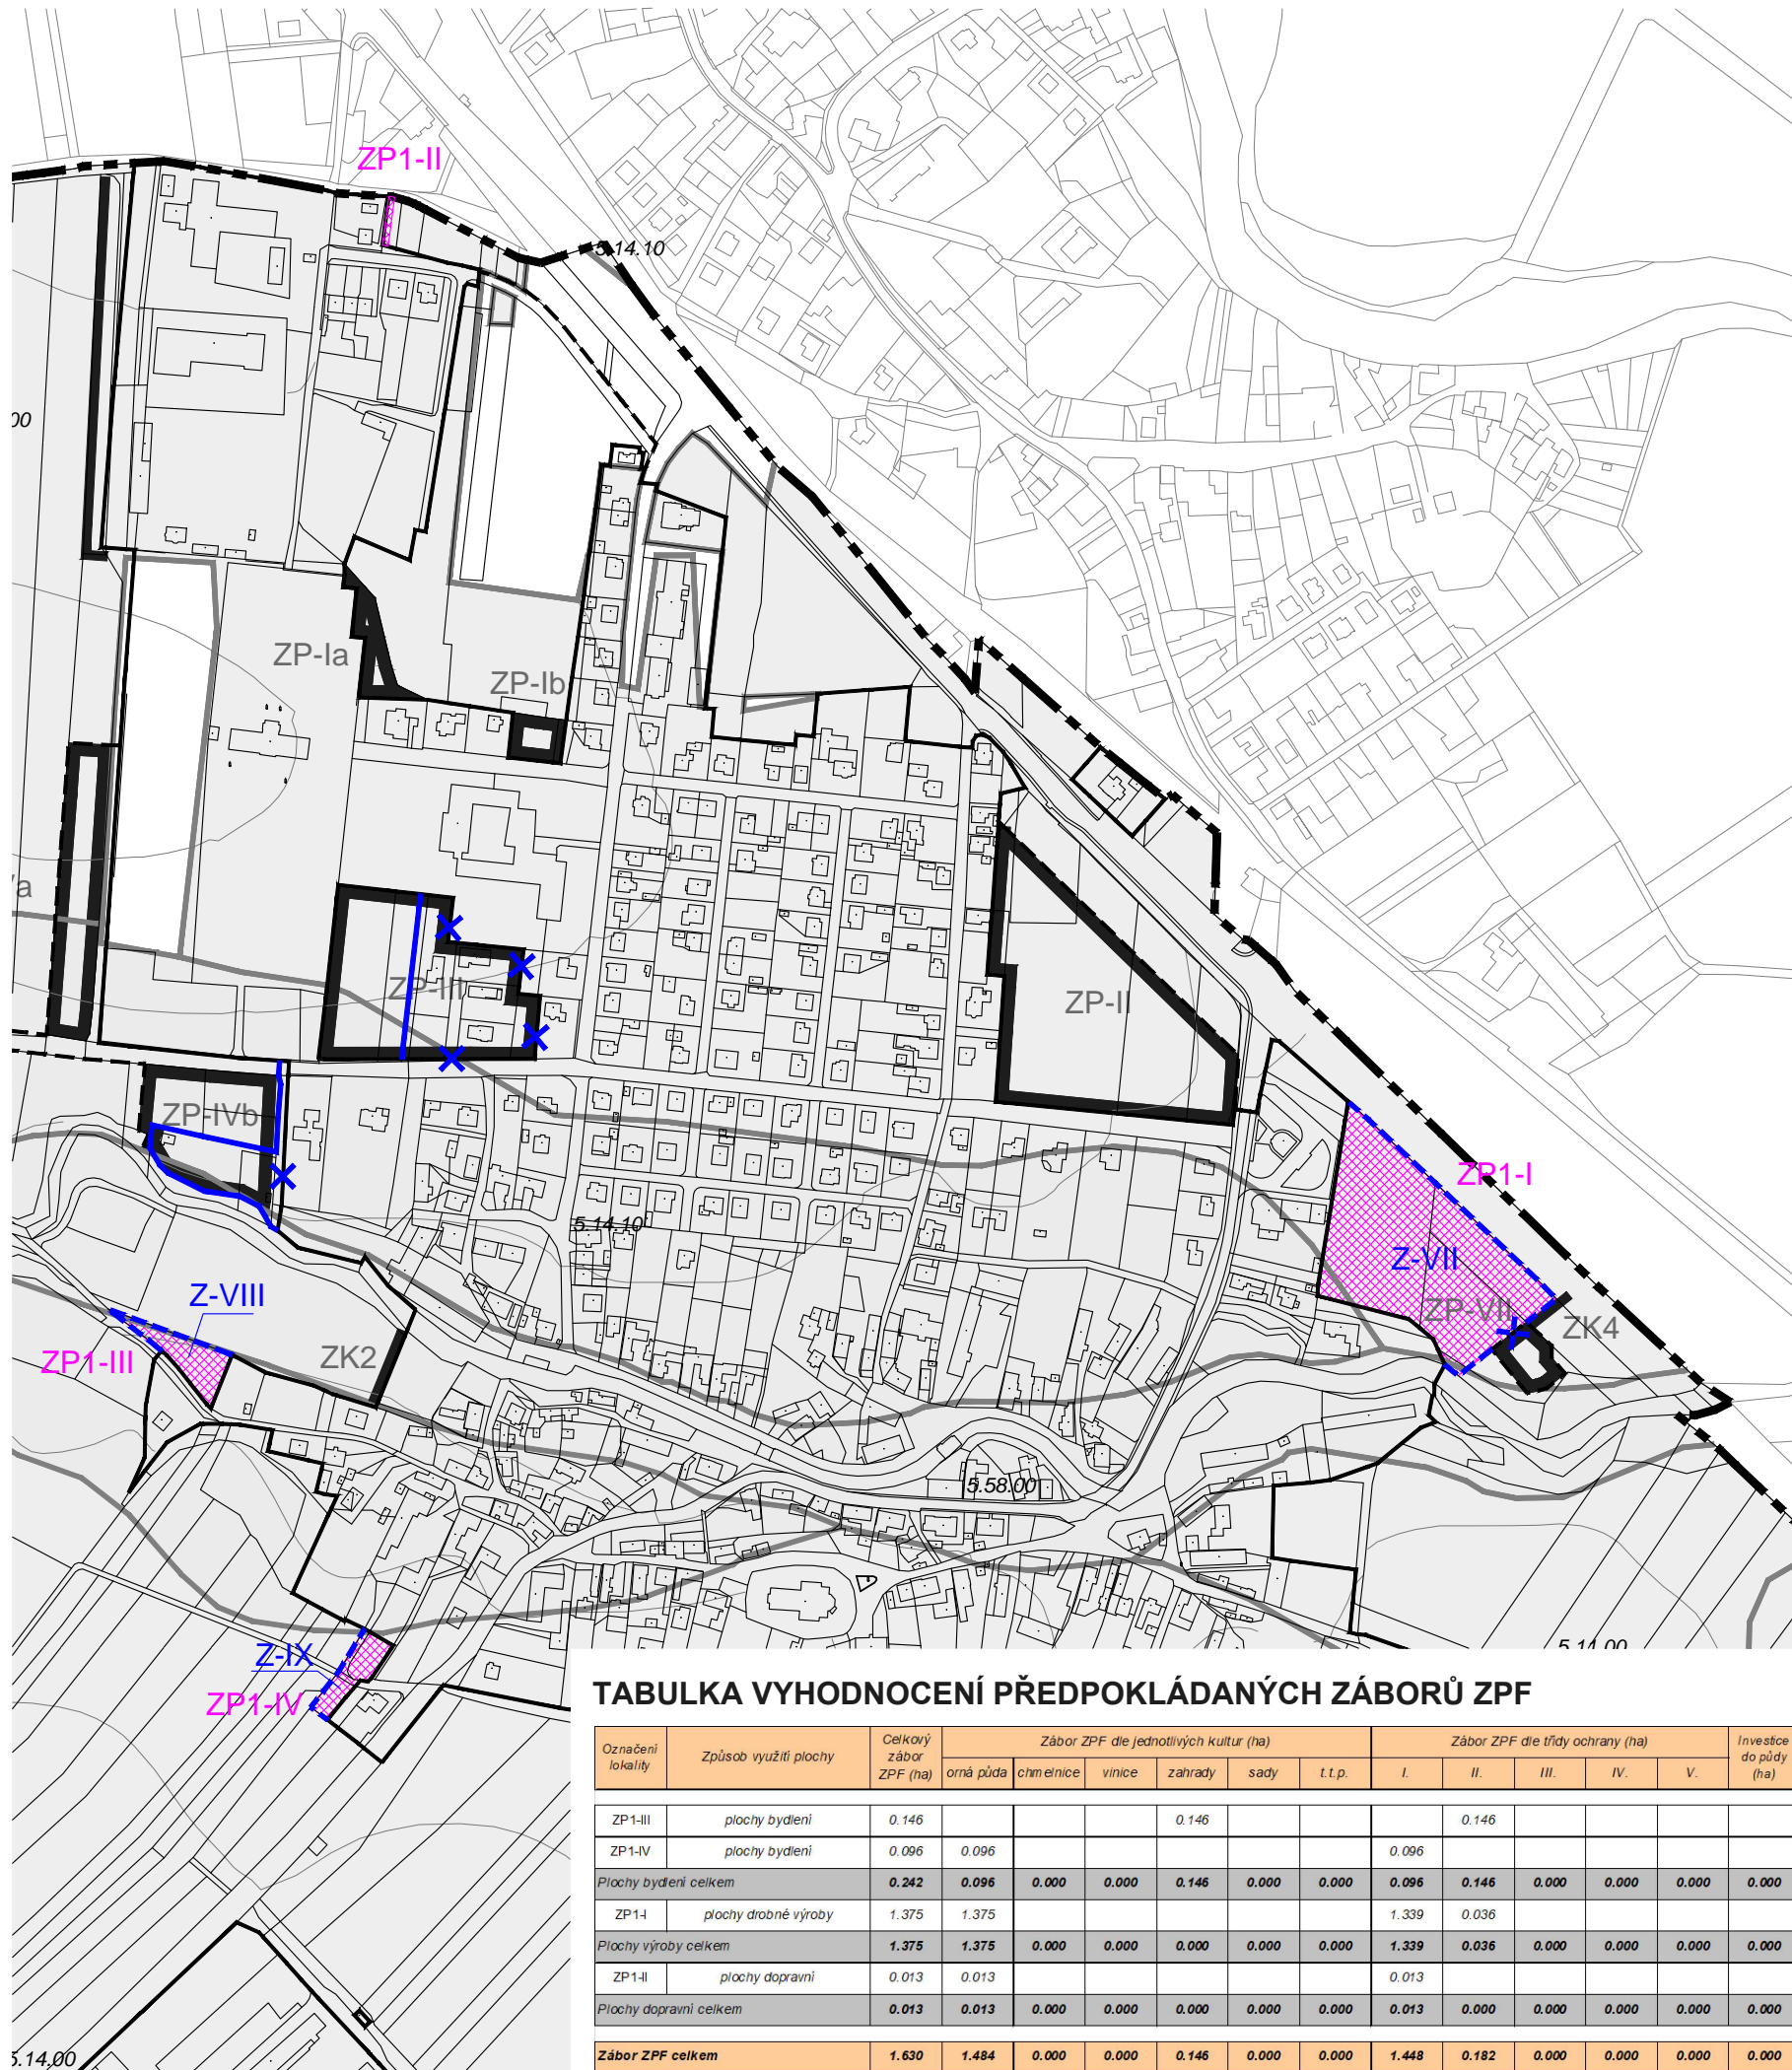 ZP1-II
5.14.10
00
ZP-Ia
ZP-Ib
Va
ZP-III
ZP-II
ZP-IVb
ZP1-I
5.14.10
Z-VII
Z-VIII
ZP-VII
ZK4
ZP1-III
ZK2
5.58.00
Z-IX
5.11.00
ZP1-IV
TABULKA VYHODNOCENÍ PŘEDPOKLÁDANÝCH ZÁBORŮ ZPF
Označení lokality | Způsob využití plochy | Celkový zábor ZPF (ha) | Zábor ZPF dle jednotlivých kultur (ha) | Zábor ZPF dle třídy ochrany (ha) | Investice do půdy (ha)
orná půda | chmelnice | vinice | zahrady | sady | t.t.p. | I. | II. | III. | IV. | V.
ZP1-III | plochy bydlení | 0.146 | 0.146 | 0.146
ZP1-IV | plochy bydlení | 0.096 | 0.096 | 0.096
Plochy bydlení celkem | 0.242 | 0.096 | 0.000 | 0.000 | 0.146 | 0.000 | 0.000 | 0.096 | 0.146 | 0.000 | 0.000 | 0.000 | 0.000
ZP1-I | plochy drobné výroby | 1.375 | 1.375 | 1.339 | 0.036
Plochy výroby celkem | 1.375 | 1.375 | 0.000 | 0.000 | 0.000 | 0.000 | 0.000 | 1.339 | 0.036 | 0.000 | 0.000 | 0.000 | 0.000
ZP1-II | plochy dopravní | 0.013 | 0.013 | 0.013
Plochy dopravní celkem | 0.013 | 0.013 | 0.000 | 0.000 | 0.000 | 0.000 | 0.000 | 0.013 | 0.000 | 0.000 | 0.000 | 0.000 | 0.000
Zábor ZPF celkem | 1.630 | 1.484 | 0.000 | 0.000 | 0.146 | 0.000 | 0.000 | 1.448 | 0.182 | 0.000 | 0.000 | 0.000 | 0.000
5.14.00